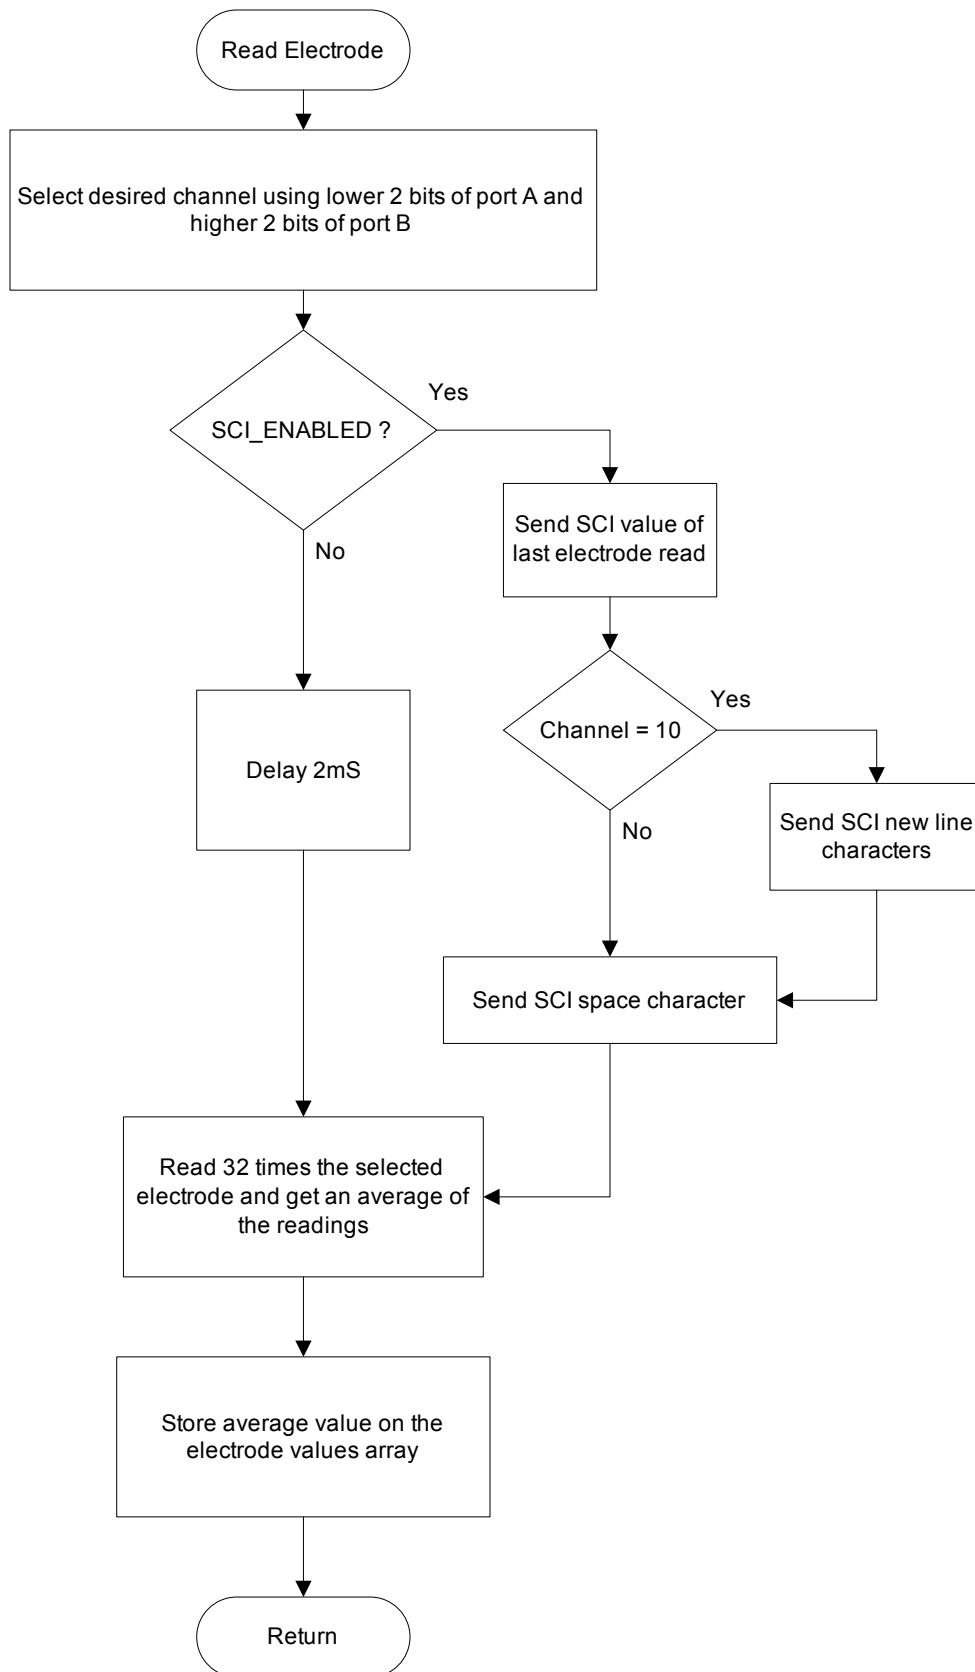 Read Electrode
Select desired channel using lower 2 bits of port A and
higher 2 bits of port B
SCI_ENABLED ?
Yes
No
Send SCI value of
last electrode read
Channel = 10
Yes
No
Delay 2mS
Send SCI new line
characters
Send SCI space character
Read 32 times the selected
electrode and get an average of
the readings
Store average value on the
electrode values array
Return